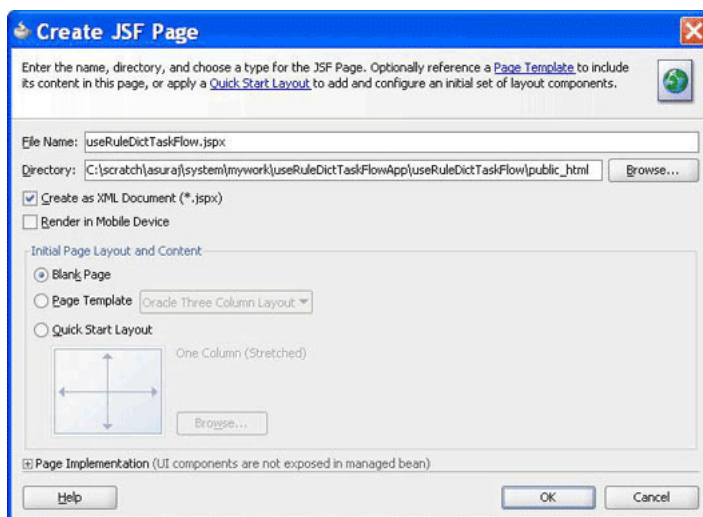 Create JSF Page
Enter the name, directory, and choose a type for the JSF Page. Optionally reference a Page Template to include
its content in this page, or apply a Quick Start Layout to add and configure an initial set of layout components.
File Name: useRuleDictTaskFlow.jspx
Directory: C:\scratch\asuraj\system\mywork\useRuleDictTaskFlowApp\useRuleDictTaskFlow\public_html Browse...
Create as XML Document (*.jspx)
Render in Mobile Device
Initial Page Layout and Content
Blank Page
Page Template Oracle Three Column Layout
Quick Start Layout
One Column (Stretched)
Browse...
Page Implementation (UI components are not exposed in managed bean)
Help OK Cancel